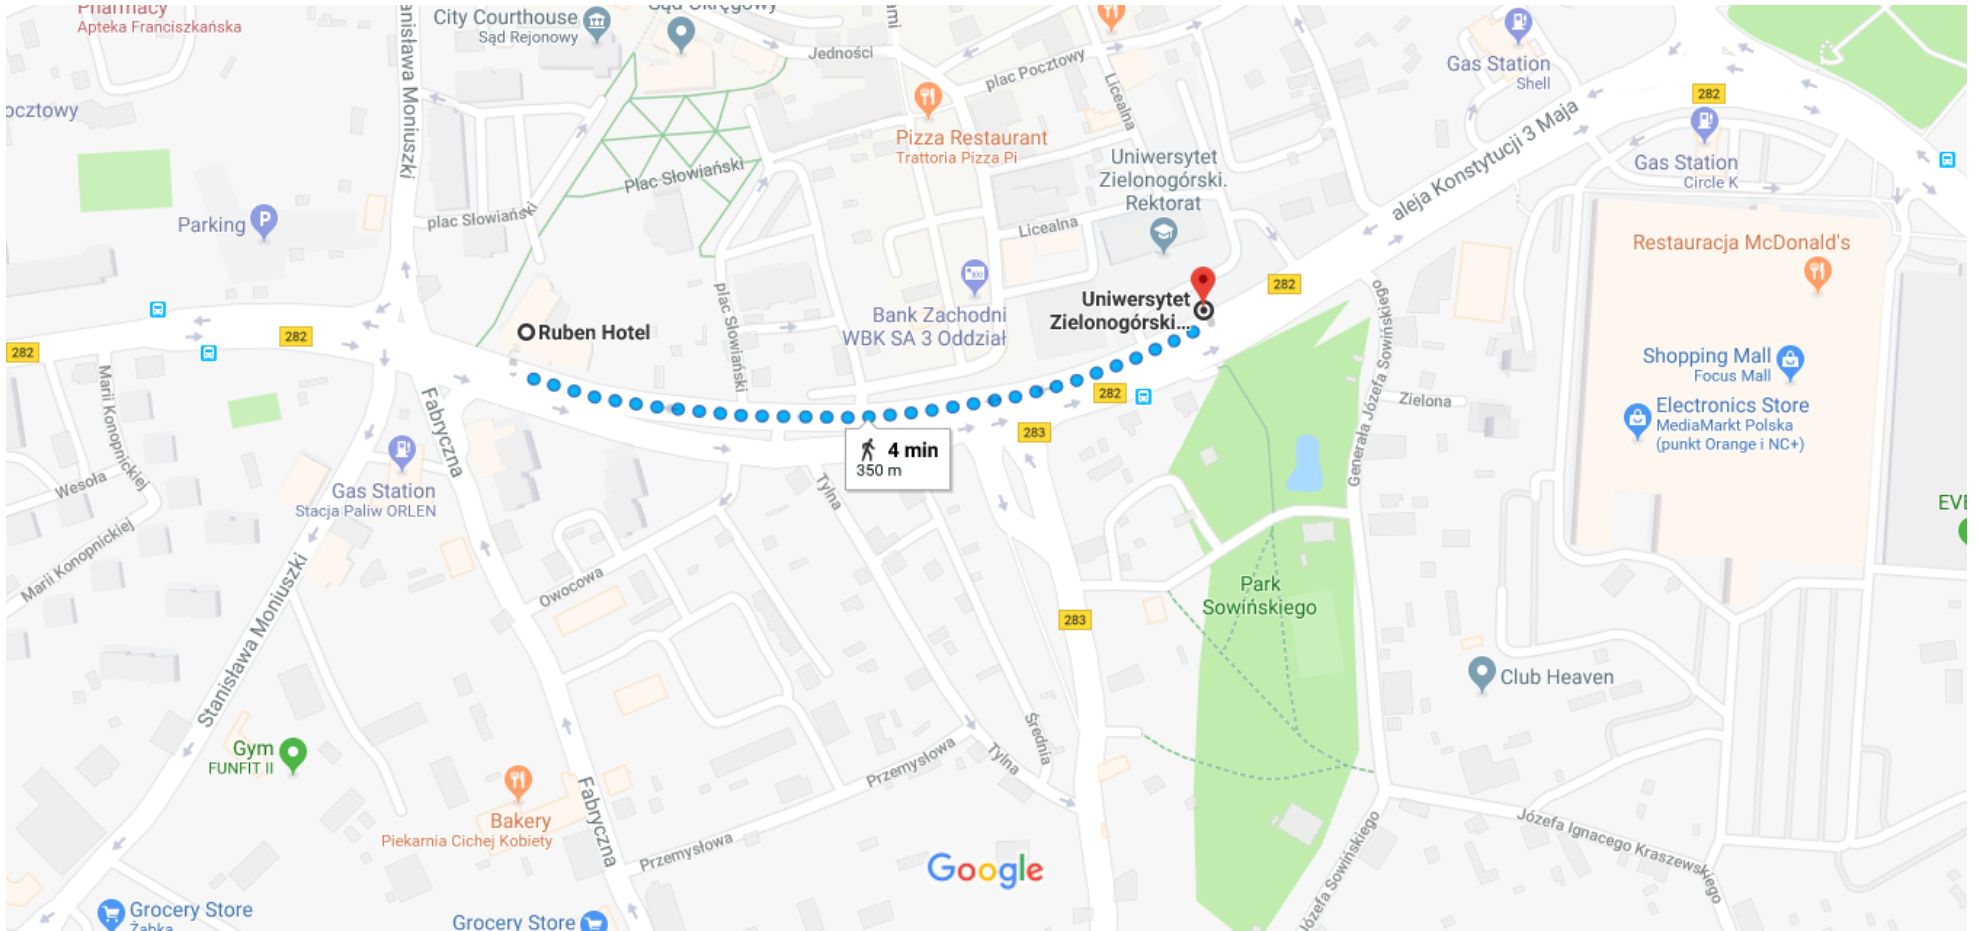 Pharmacy
Apteka Franciszkańska
City Courthouse
Sąd Rejonowy
Sąd Okręgowy
Jedności
plac Pocztowy
Licealna
Gas Station
Shell
282
aleja Konstytucji 3 Maja
Gas Station
Circle K
Stanisława Moniuszki
Pizza Restaurant
Trattoria Pizza Pi
Uniwersytet
Zielonogórski.
Rektorat
Plac Słowiański
plac Słowiański
Parking
P
Licealna
Restauracja McDonald's
282
Bank Zachodni
WBK SA 3 Oddział
Uniwersytet
Zielonogórski...
Ruben Hotel
plac Słowiański
282
282
Generała Józefa Sowińskiego
Shopping Mall
Focus Mall
Electronics Store
MediaMarkt Polska
(punkt Orange i NC+)
Zielona
282
283
4 min
350 m
Marii Konopnickiej
Fabryczna
Wesoła
Gas Station
Stacja Paliw ORLEN
Tylna
Marii Konopnickiej
Owocowa
Park
Sowińskiego
283
Stanisława Moniuszki
Club Heaven
Gym
FUNFIT II
Przemysłowa
Tylna
Średnia
Bakery
Piekarnia Cichej Kobiety
Fabryczna
Przemysłowa
Józefa Ignacego Kraszewskiego
Józefa Sowińskiego
Google
Grocery Store
Żabka
Grocery Store